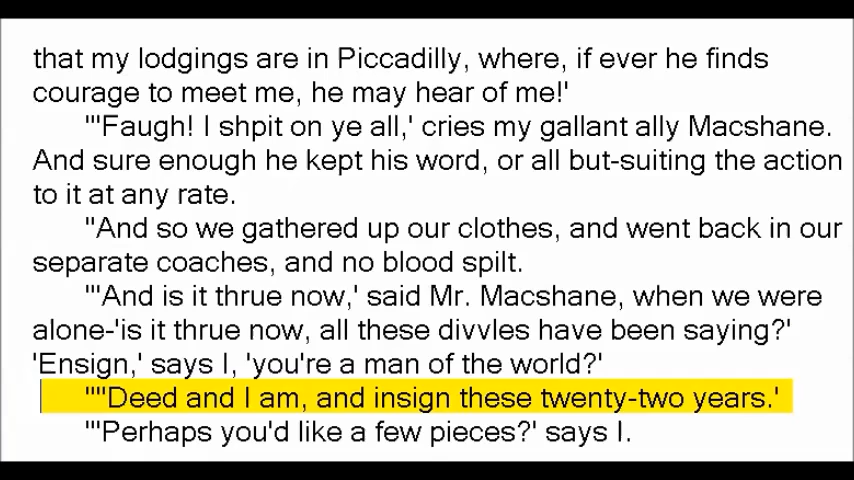 that my lodgings are in Piccadilly, where, if ever he finds
courage to meet me, he may hear of me!'
"'Faugh! I shpit on ye all,' cries my gallant ally Macshane.
And sure enough he kept his word, or all but-suiting the action
to it at any rate.
"And so we gathered up our clothes, and went back in our
separate coaches, and no blood spilt.
"'And is it thrue now,' said Mr. Macshane, when we were
alone-'is it thrue now, all these divvles have been saying?'
'Ensign,' says I, 'you're a man of the world?'
"''Deed and I am, and insign these twenty-two years.'
"'Perhaps you'd like a few pieces?' says I.